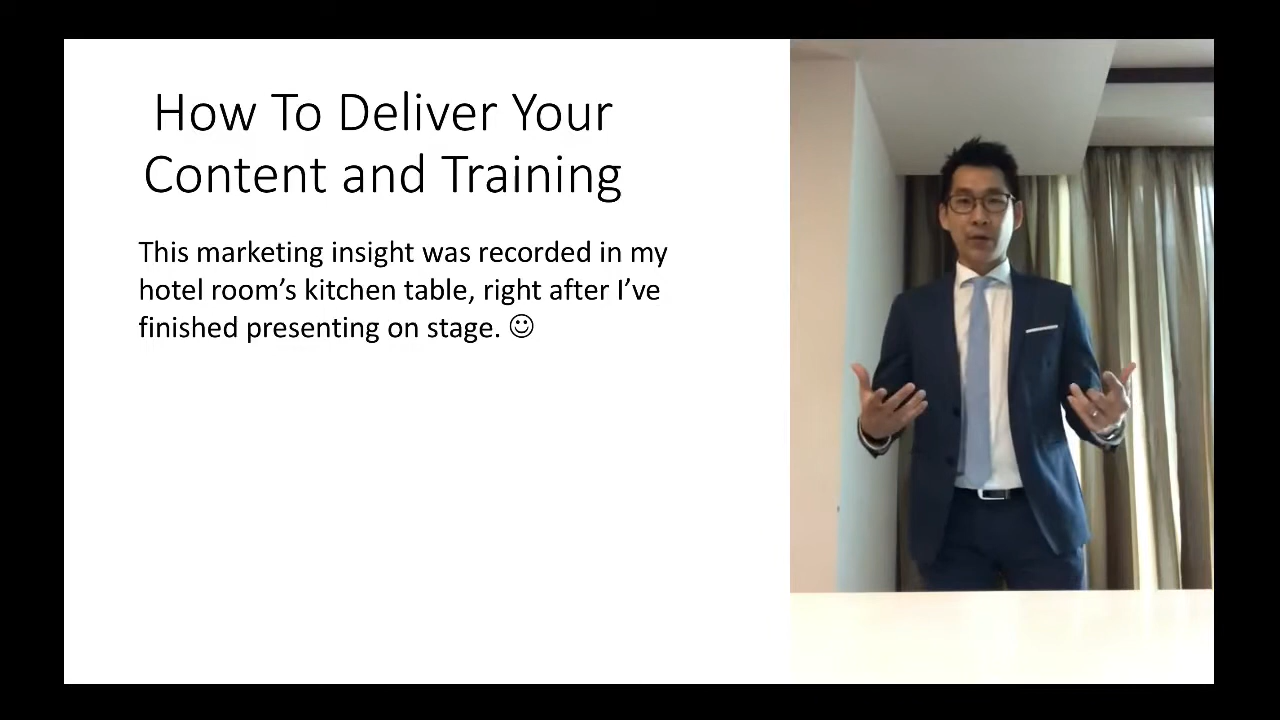 How To Deliver Your
Content and Training
This marketing insight was recorded in my
hotel room’s kitchen table, right after I’ve
finished presenting on stage. ☺